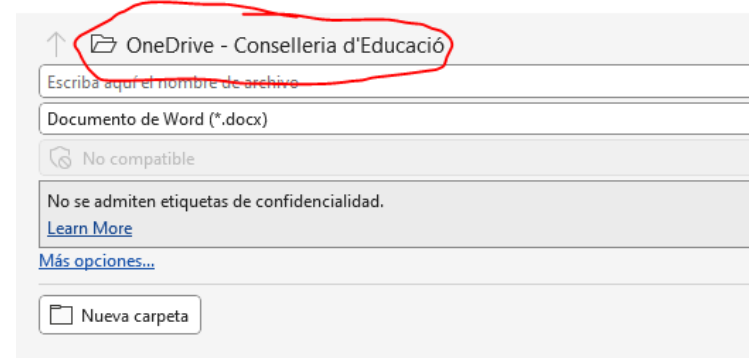 OneDrive - Conselleria d'Educació
Escriba aquí el nombre de archivo
Documento de Word (*.docx)
No compatible
No se admiten etiquetas de confidencialidad.
Learn More
Más opciones...
Nueva carpeta